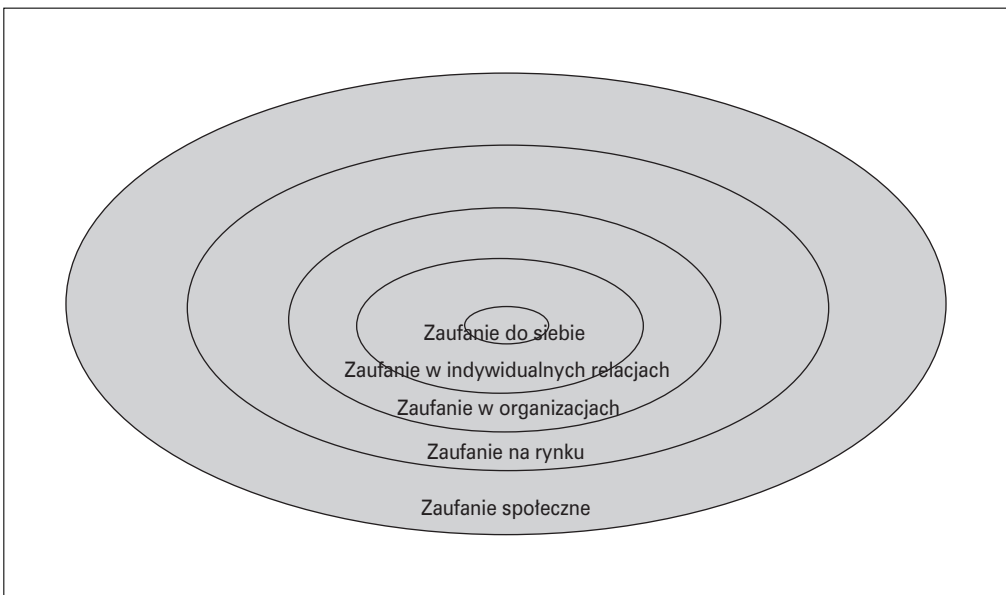 Zaufanie do siebie
Zaufanie w indywidualnych relacjach
Zaufanie w organizacjach
Zaufanie na rynku
Zaufanie społeczne